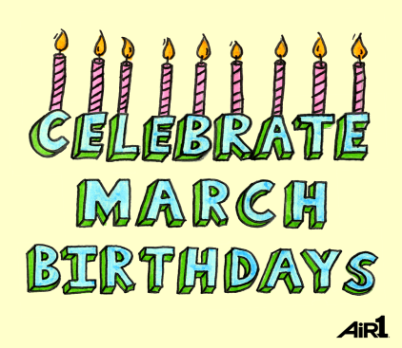 CELEBRATE
MARCH
BIRTHDAYS
AiR1